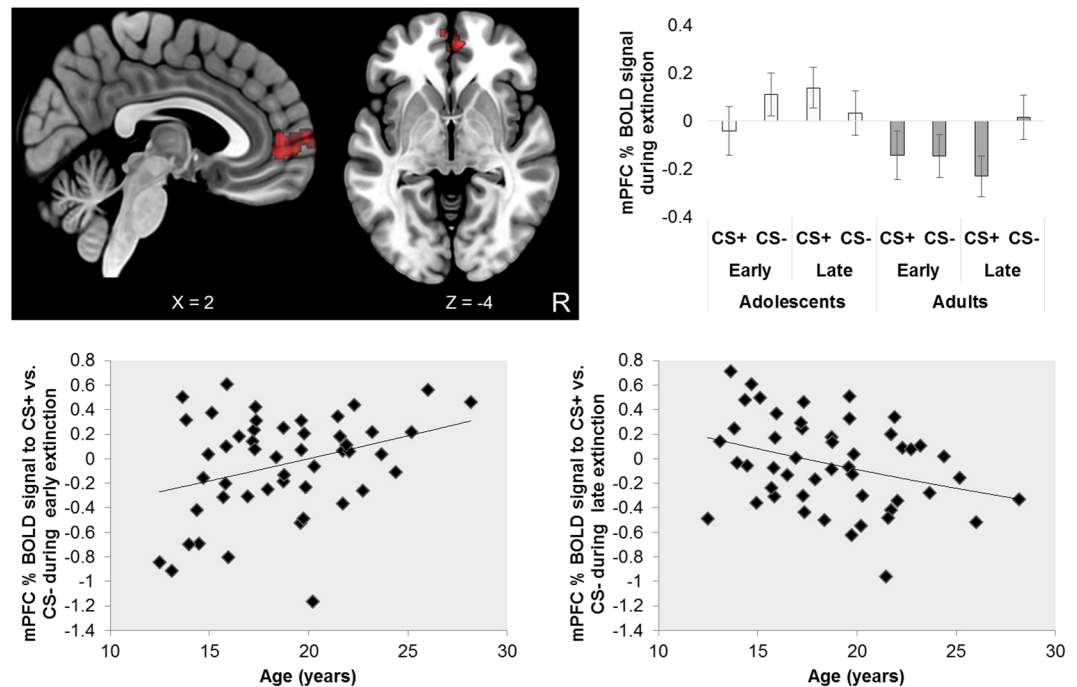 X = 2
Z = -4
R
mPFC % BOLD signal
during extinction
0.4
0.2
0
-0.2
-0.4
CS+ CS- CS+ CS- CS+ CS- CS+ CS-
Early Late Early Late
Adolescents Adults
mPFC % BOLD signal to CS+ vs.
CS- during early extinction
0.8
0.6
0.4
0.2
0
-0.2
-0.4
-0.6
-0.8
-1
-1.2
-1.4
10 15 20 25 30
Age (years)
mPFC % BOLD signal to CS+ vs.
CS- during late extinction
0.8
0.6
0.4
0.2
0
-0.2
-0.4
-0.6
-0.8
-1
-1.2
-1.4
10 15 20 25 30
Age (years)